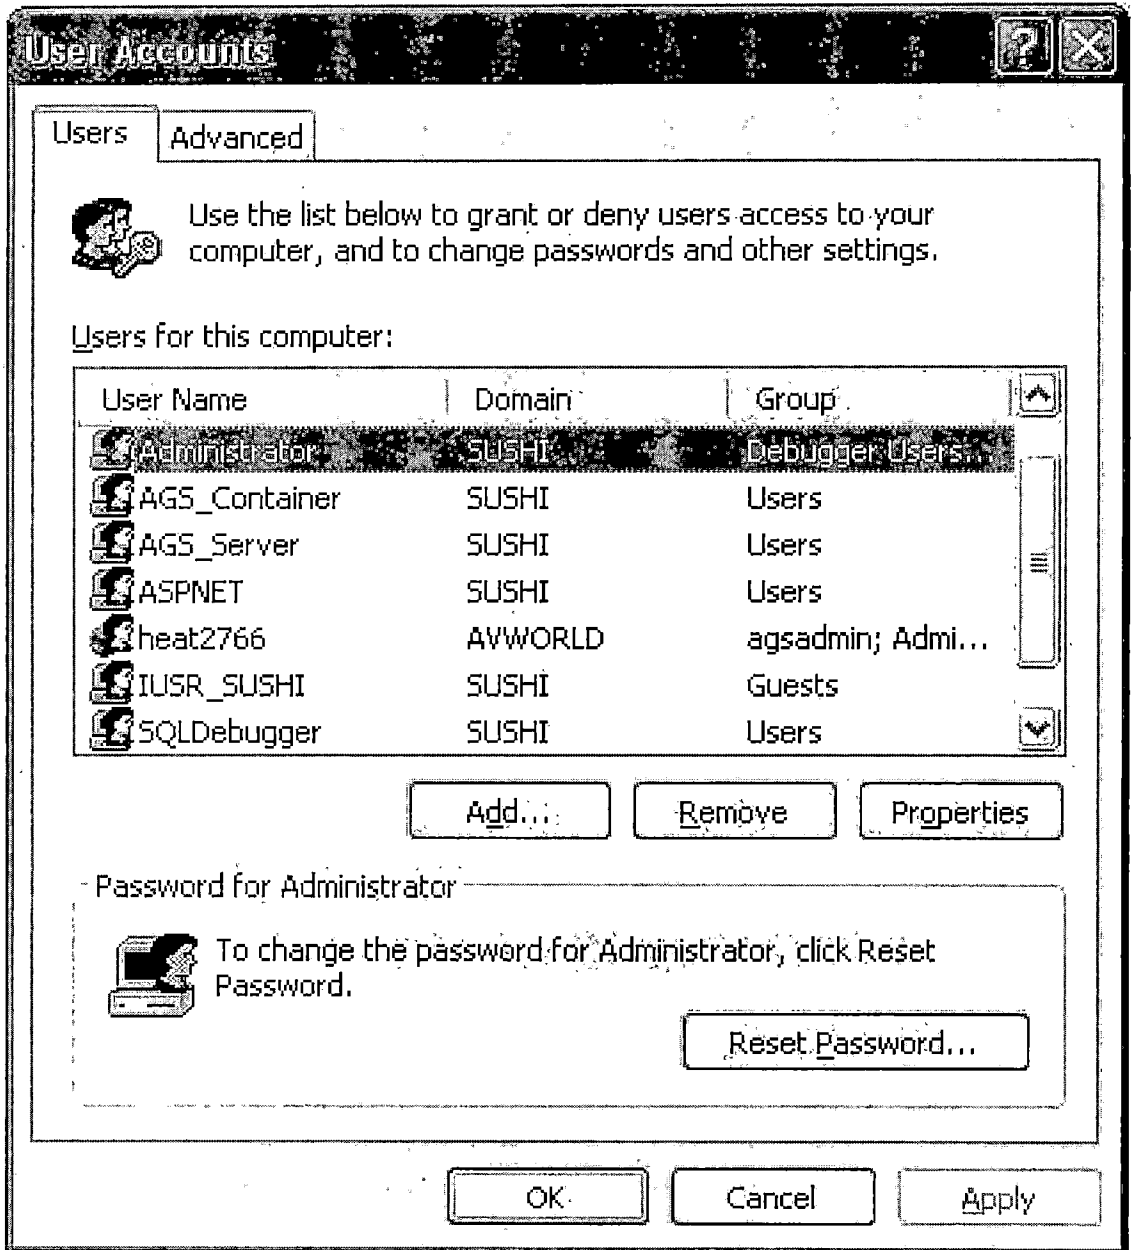 User Accounts
Users Advanced
Use the list below to grant or deny users access to your
computer, and to change passwords and other settings.
Users for this computer:
User Name Domain Group
Administrator SUSHI Debugger Users...
AGS_Container SUSHI Users
AGS_Server SUSHI Users
ASPNET SUSHI Users
heat2766 AVWORLD agsadmin; Admi...
IUSR_SUSHI SUSHI Guests
SQLDebugger SUSHI Users
Add... Remove Properties
Password for Administrator
To change the password for Administrator, click Reset
Password.
Reset Password...
OK Cancel Apply